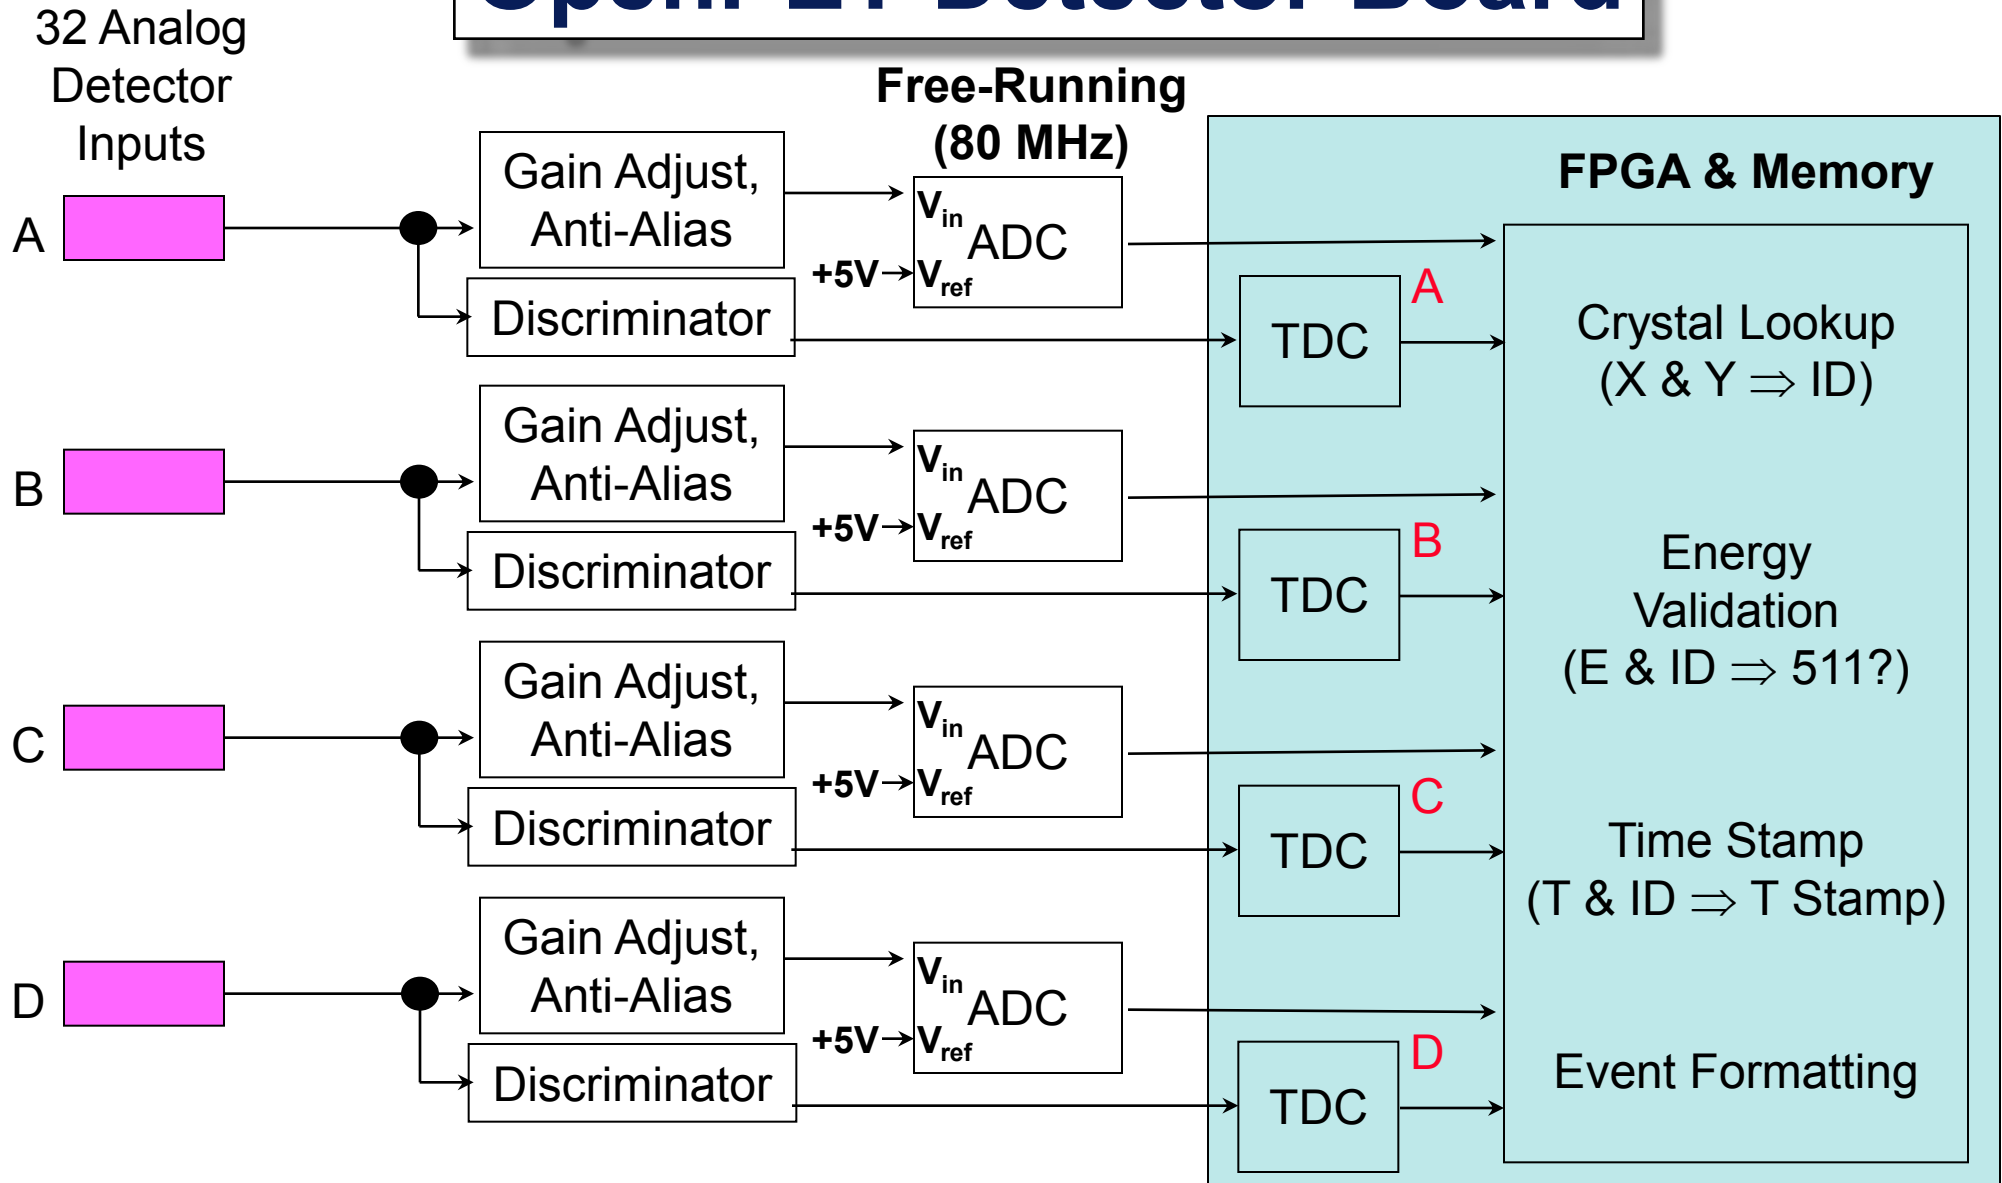 OpenPET Detector Board
32 Analog
Detector
Inputs
Free-Running
(80 MHz)
FPGA & Memory
A
Gain Adjust,
Anti-Alias
Discriminator
Vin
ADC
+5V
Vref
TDC
A
B
Gain Adjust,
Anti-Alias
Discriminator
Vin
ADC
+5V
Vref
TDC
B
C
Gain Adjust,
Anti-Alias
Discriminator
Vin
ADC
+5V
Vref
TDC
C
D
Gain Adjust,
Anti-Alias
Discriminator
Vin
ADC
+5V
Vref
TDC
D
Crystal Lookup
(X & Y ⇒ ID)
Energy
Validation
(E & ID ⇒ 511?)
Time Stamp
(T & ID ⇒ T Stamp)
Event Formatting